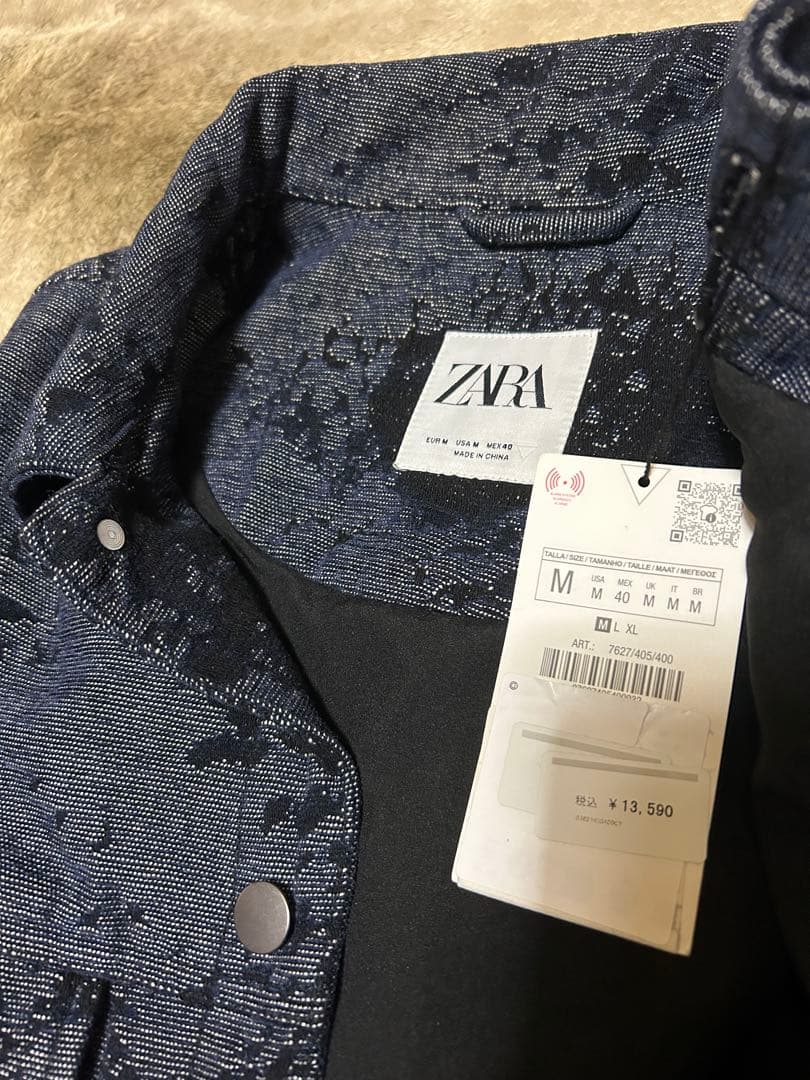 ZARA
EUR M USA M MEX 40
MADE IN CHINA
TALLA / SIZE / TAMANHO / TAILLE / MAAT / ΜΕΓΕΘΟΣ
M
USA MEX UK IT BR
M 40 M M M
M L XL
ART.: 7627/405/400
税込 ¥13,590